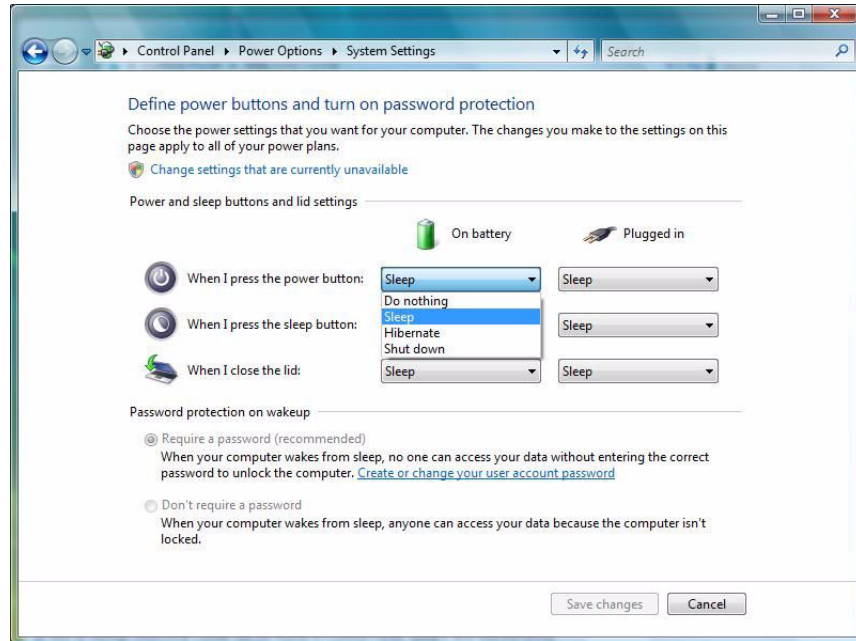 Control Panel ▸ Power Options ▸ System Settings
Search
Define power buttons and turn on password protection
Choose the power settings that you want for your computer. The changes you make to the settings on this
page apply to all of your power plans.
Change settings that are currently unavailable
Power and sleep buttons and lid settings
On battery Plugged in
When I press the power button: Sleep Sleep
Do nothing
Sleep
When I press the sleep button: Sleep
Hibernate
Shut down
When I close the lid: Sleep Sleep
Password protection on wakeup
Require a password (recommended)
When your computer wakes from sleep, no one can access your data without entering the correct
password to unlock the computer. Create or change your user account password
Don't require a password
When your computer wakes from sleep, anyone can access your data because the computer isn't
locked.
Save changes Cancel